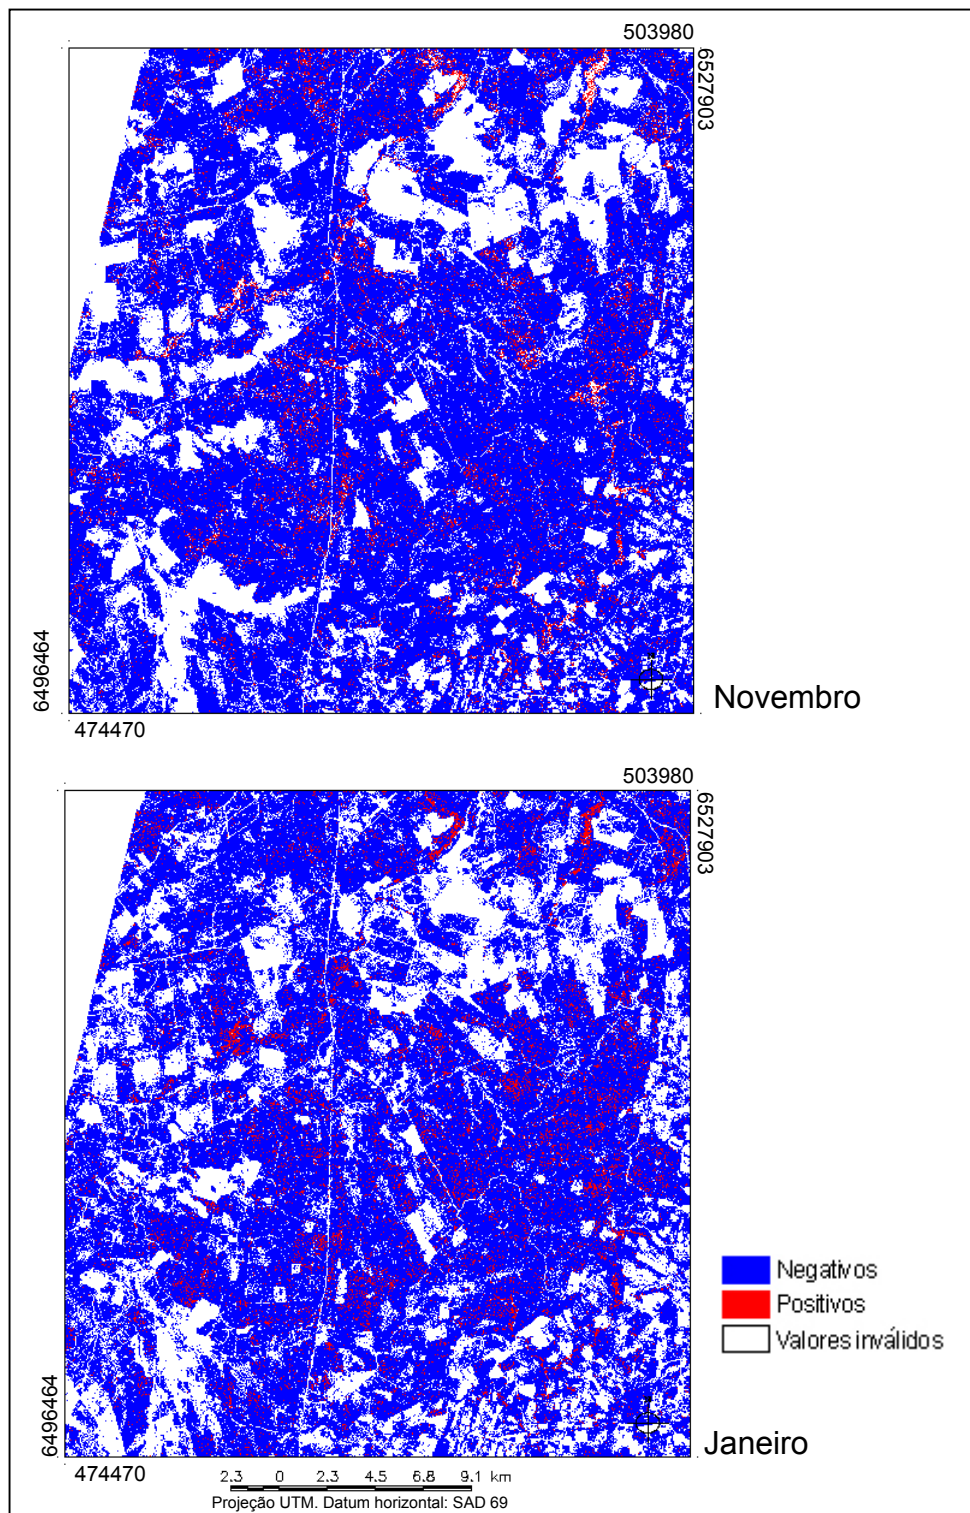 503980
6527903
6496464
474470
Novembro
503980
6527903
Negativos
Positivos
Valores inválidos
6496464
474470
Janeiro
2.3 0 2.3 4.5 6.8 9.1 km
Projeção UTM. Datum horizontal: SAD 69